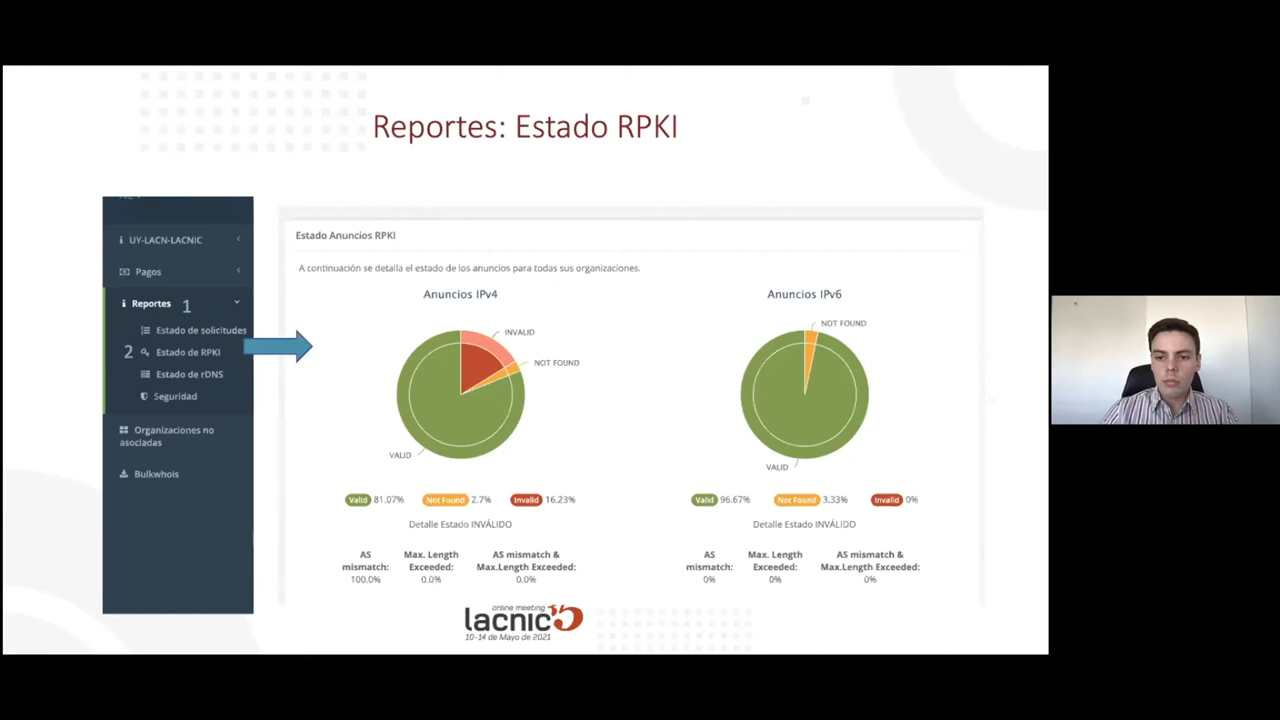 Reportes: Estado RPKI
UY-LACN-LACNIC
Pagos
Reportes 1
Estado de solicitudes
2 Estado de RPKI
Estado de rDNS
Seguridad
Organizaciones no
asociadas
Bulkwhois
Estado Anuncios RPKI
A continuación se detalla el estado de los anuncios para todas sus organizaciones.
Anuncios IPv4
INVALID
NOT FOUND
VALID
Valid 81.07% Not Found 2.7% Invalid 16.23%
Detalle Estado INVÁLIDO
AS Max. Length AS mismatch &
mismatch: Exceeded: Max.Length Exceeded:
100.0% 0.0% 0.0%
Anuncios IPv6
NOT FOUND
VALID
Valid 96.67% Not Found 3.33% Invalid 0%
Detalle Estado INVÁLIDO
AS Max. Length AS mismatch &
mismatch: Exceeded: Max.Length Exceeded:
0% 0% 0%
online meeting
lacnic35
10-14 de Mayo de 2021